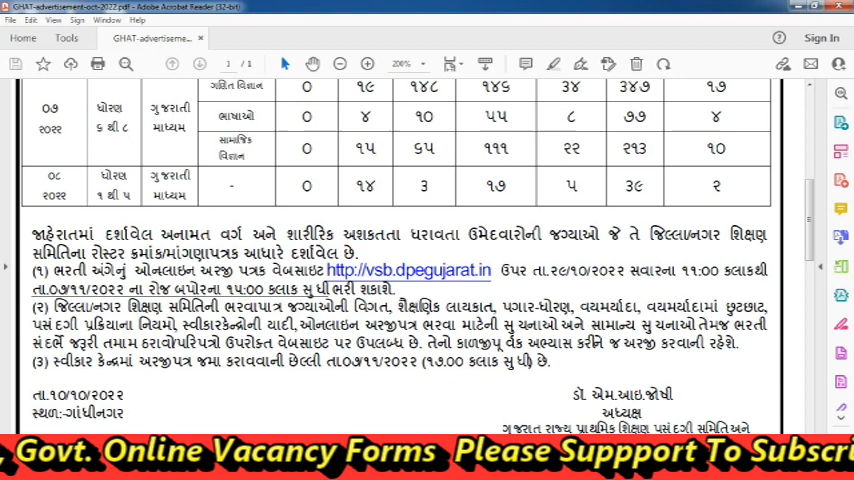 GHAT-advertisement-oct-2022.pdf - Adobe Acrobat Reader (32-bit)
File Edit View Sign Window Help
Home Tools GHAT-advertiseme... × Sign In
1 / 1 200%
ગણિત વિજ્ઞાન ૦ ૧૯ ૧૪૮ ૧૪૬ ૩૪ ૩૪૭ ૧૭
૦૭ ૨૦૨૨ ધોરણ ૬ થી ૮ ગુજરાતી માધ્યમ ભાષાઓ ૦ ૪ ૧૦ ૫૫ ૮ ૭૭ ૪
સામાજિક વિજ્ઞાન ૦ ૧૫ ૬૫ ૧૧૧ ૨૨ ૨૧૩ ૧૦
૦૮ ૨૦૨૨ ધોરણ ૧ થી ૫ ગુજરાતી માધ્યમ - ૦ ૧૪ ૩ ૧૭ ૫ ૩૯ ૨
જાહેરાતમાં દર્શાવેલ અનામત વર્ગ અને શારીરિક અશકતતા ધરાવતા ઉમેદવારોની જગ્યાઓ જે તે જિલ્લા/નગર શિક્ષણ
સમિતિના રોસ્ટર ક્રમાંક/માંગણાપત્રક આધારે દર્શાવેલ છે.
(૧) ભરતી અંગેનું ઓનલાઇન અરજી પત્રક વેબસાઇટ http://vsb.dpegujarat.in ઉપર તા.૨૯/૧૦/૨૦૨૨ સવારના ૧૧:૦૦ કલાકથી
તા.૦૭/૧૧/૨૦૨૨ ના રોજ બપોરના ૧૫:૦૦ કલાક સુધી ભરી શકાશે.
(૨) જિલ્લા/નગર શિક્ષણ સમિતિની ભરવાપાત્ર જગ્યાઓની વિગત, શૈક્ષણિક લાયકાત, પગાર-ધોરણ, વયમર્યાદા, વયમર્યાદામાં છુટછાટ,
પસંદગી પ્રક્રિયાના નિયમો, સ્વીકારકેન્દ્રોની યાદી,ઓનલાઇન અરજીપત્ર ભરવા માટેની સુચનાઓ અને સામાન્ય સુચનાઓ તેમજ ભરતી
સંદર્ભે જરૂરી તમામ ઠરાવો/પરિપત્રો ઉપરોક્ત વેબસાઇટ પર ઉપલબ્ધ છે. તેનો કાળજીપૂર્વક અભ્યાસ કરીને જ અરજી કરવાની રહેશે.
(૩) સ્વીકાર કેન્દ્રમાં અરજીપત્ર જમા કરાવવાની છેલ્લી તા.૦૭/૧૧/૨૦૨૨ (૧૭.૦૦ કલાક સુધી) છે.
તા.૧૦/૧૦/૨૦૨૨ ડૉ. એમ.આઇ.જોષી
સ્થળ:-ગાંધીનગર અધ્યક્ષ
ગુજરાત રાજ્ય પ્રાથમિક શિક્ષણ પસંદગી સમિતિ અને
, Govt. Online Vacancy Forms Please Suppport To Subscri